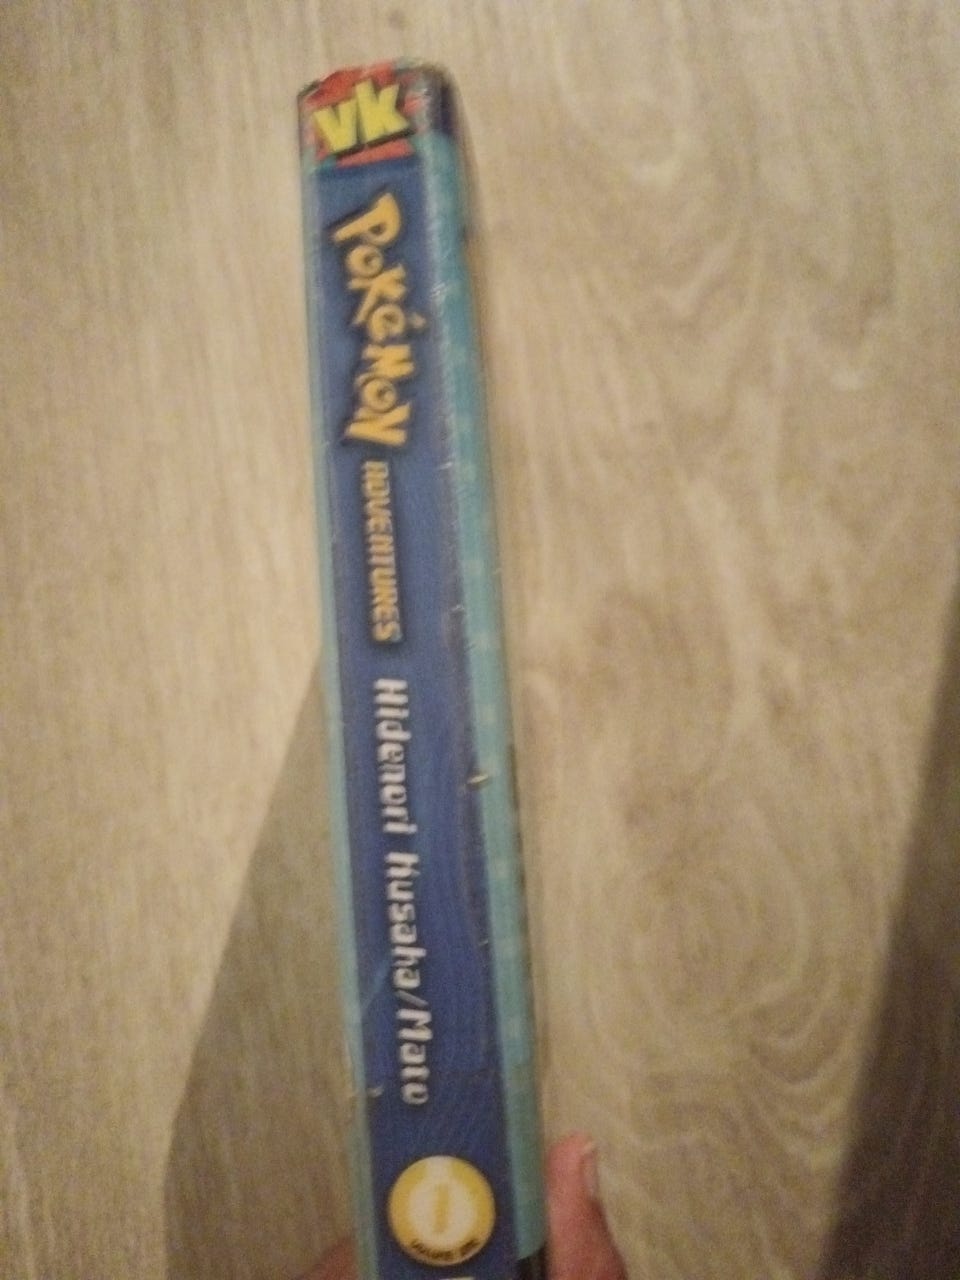 vk
POKéMON
ADVENTURES
Hidenori Kusaka/Mato